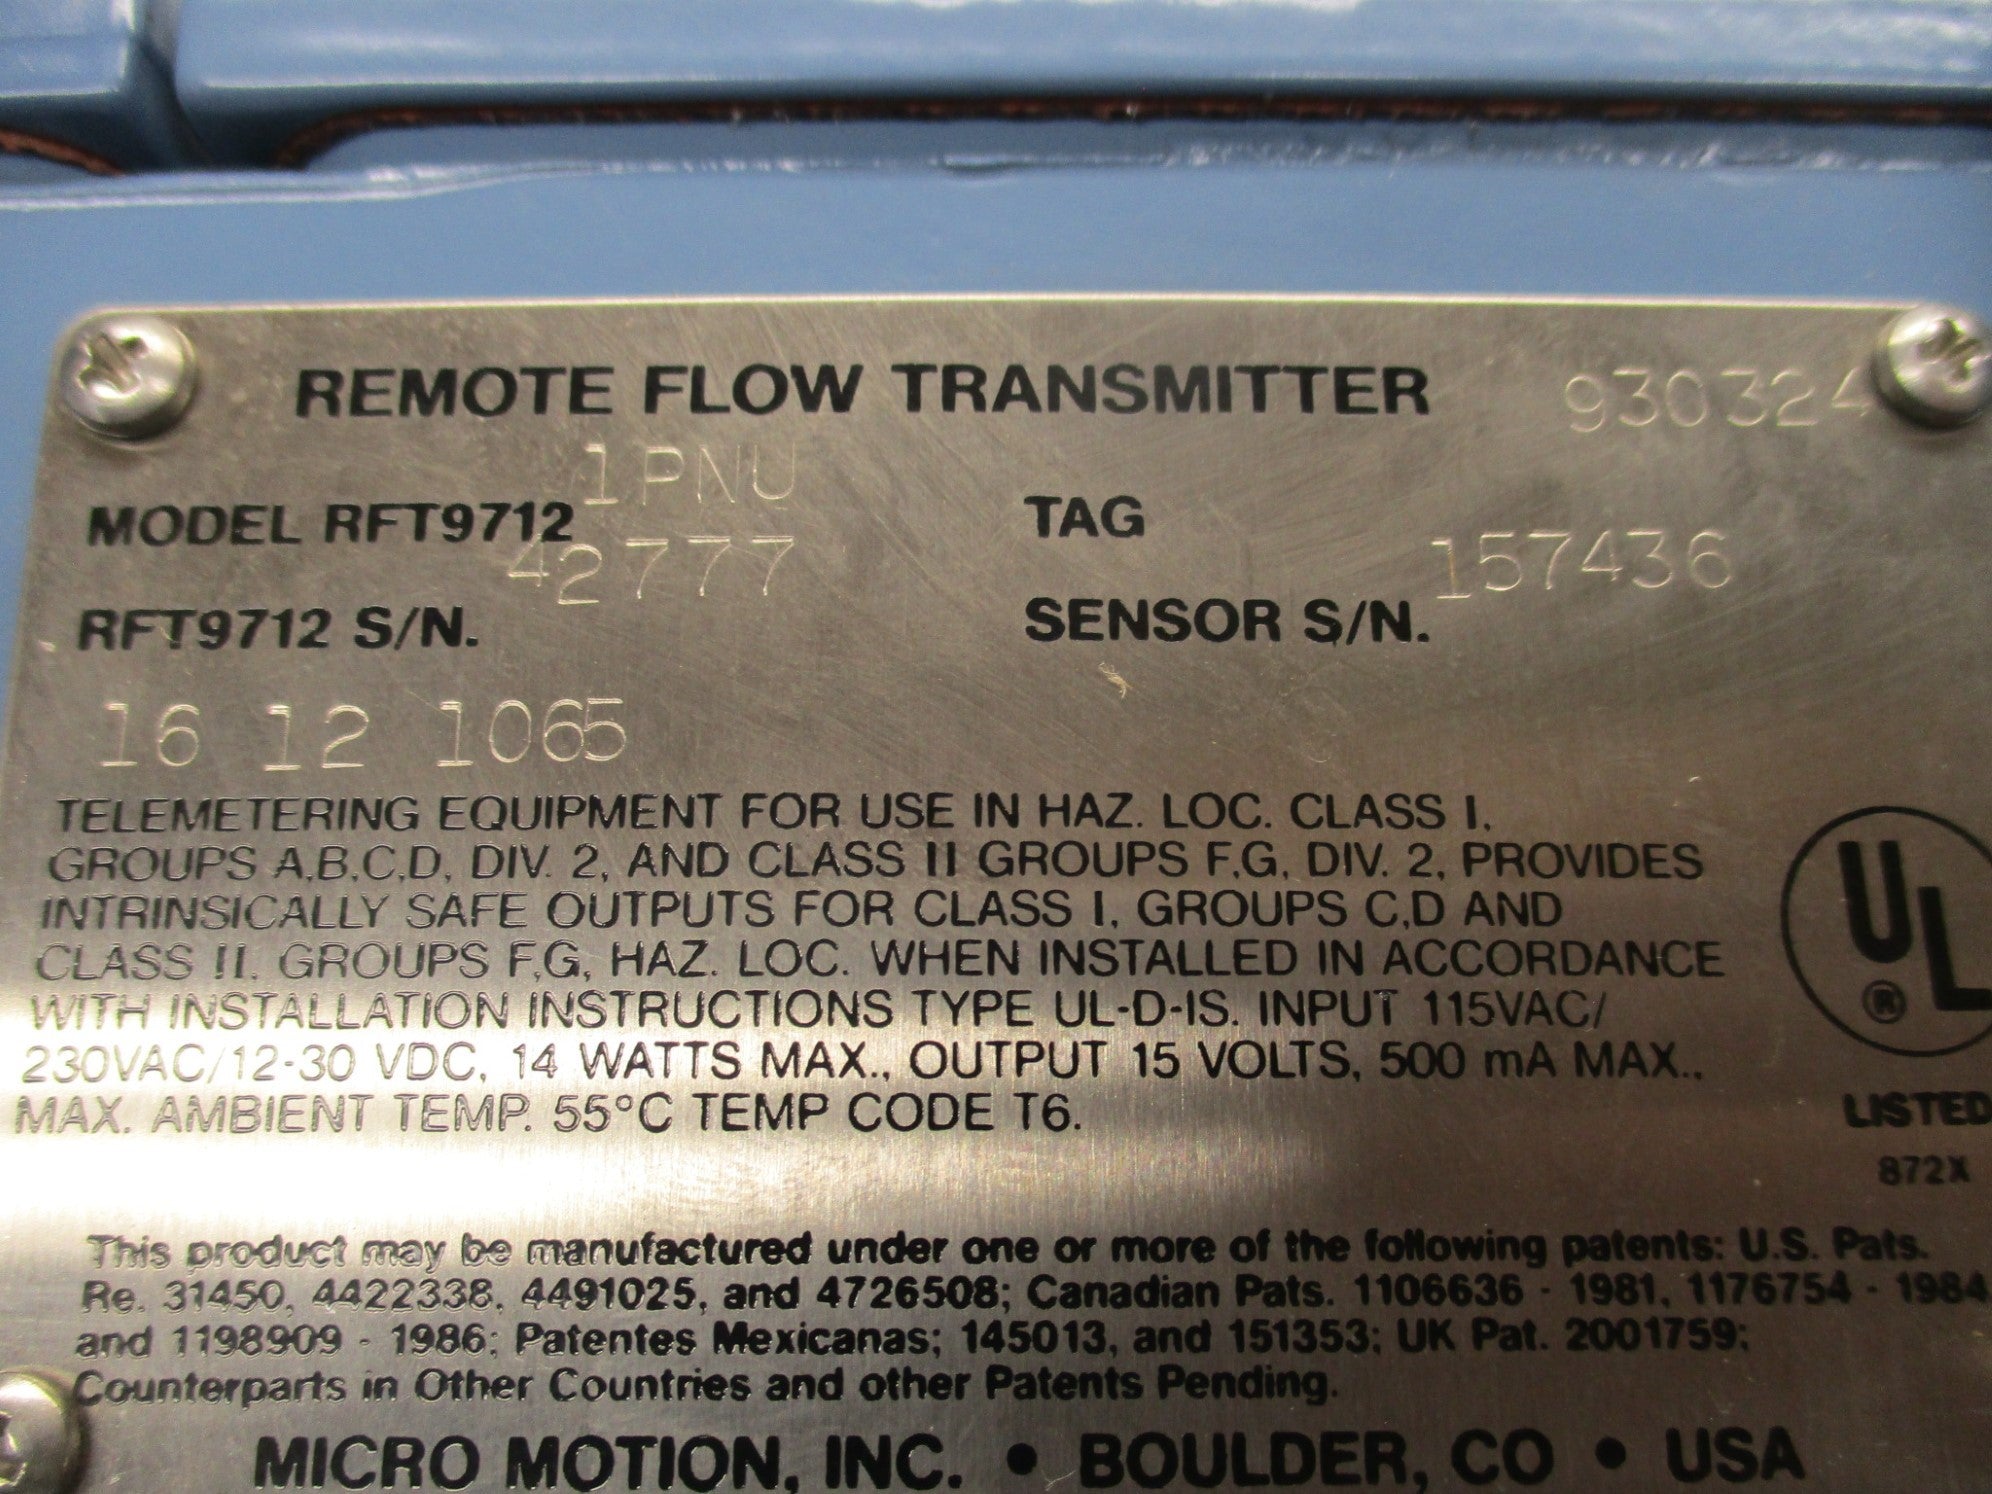 REMOTE FLOW TRANSMITTER 930324
MODEL RFT9712 1PNU TAG
RFT9712 S/N. 42777 SENSOR S/N. 157436
16 12 1065
TELEMETERING EQUIPMENT FOR USE IN HAZ. LOC. CLASS I,
GROUPS A,B,C,D, DIV. 2, AND CLASS II GROUPS F,G, DIV. 2, PROVIDES
INTRINSICALLY SAFE OUTPUTS FOR CLASS I, GROUPS C,D AND
CLASS II, GROUPS F,G, HAZ. LOC. WHEN INSTALLED IN ACCORDANCE
WITH INSTALLATION INSTRUCTIONS TYPE UL-D-IS. INPUT 115VAC/
230VAC/12-30 VDC, 14 WATTS MAX., OUTPUT 15 VOLTS, 500 mA MAX.,
MAX. AMBIENT TEMP. 55°C TEMP CODE T6.
UL
®
LISTED
872X
This product may be manufactured under one or more of the following patents: U.S. Pats.
Re. 31450, 4422338, 4491025, and 4726508; Canadian Pats. 1106636 - 1981, 1176754 - 1984,
and 1198909 - 1986; Patentes Mexicanas; 145013, and 151353; UK Pat. 2001759;
Counterparts in Other Countries and other Patents Pending.
MICRO MOTION, INC. • BOULDER, CO • USA